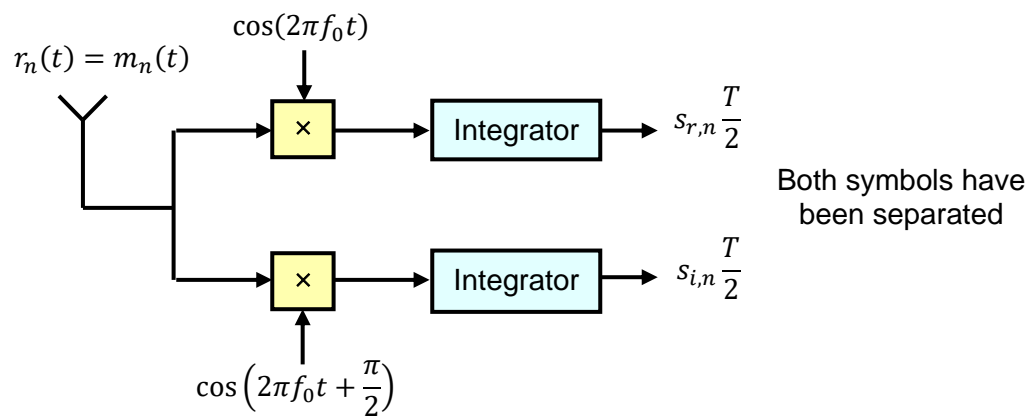 cos(2πf₀t)
rₙ(t) = mₙ(t)
×
Integrator
s_{r,n} T/2
Both symbols have
been separated
×
Integrator
s_{i,n} T/2
cos(2πf₀t + π/2)